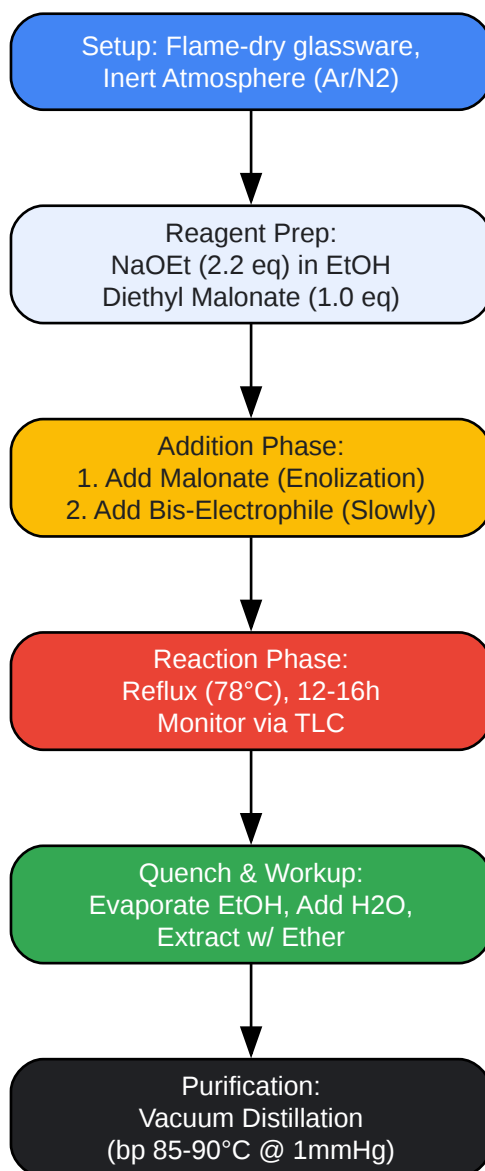 Setup: Flame-dry glassware,
Inert Atmosphere (Ar/N2)
Reagent Prep:
NaOEt (2.2 eq) in EtOH
Diethyl Malonate (1.0 eq)
Addition Phase:
1. Add Malonate (Enolization)
2. Add Bis-Electrophile (Slowly)
Reaction Phase:
Reflux (78°C), 12-16h
Monitor via TLC
Quench & Workup:
Evaporate EtOH, Add H2O,
Extract w/ Ether
Purification:
Vacuum Distillation
(bp 85-90°C @ 1mmHg)